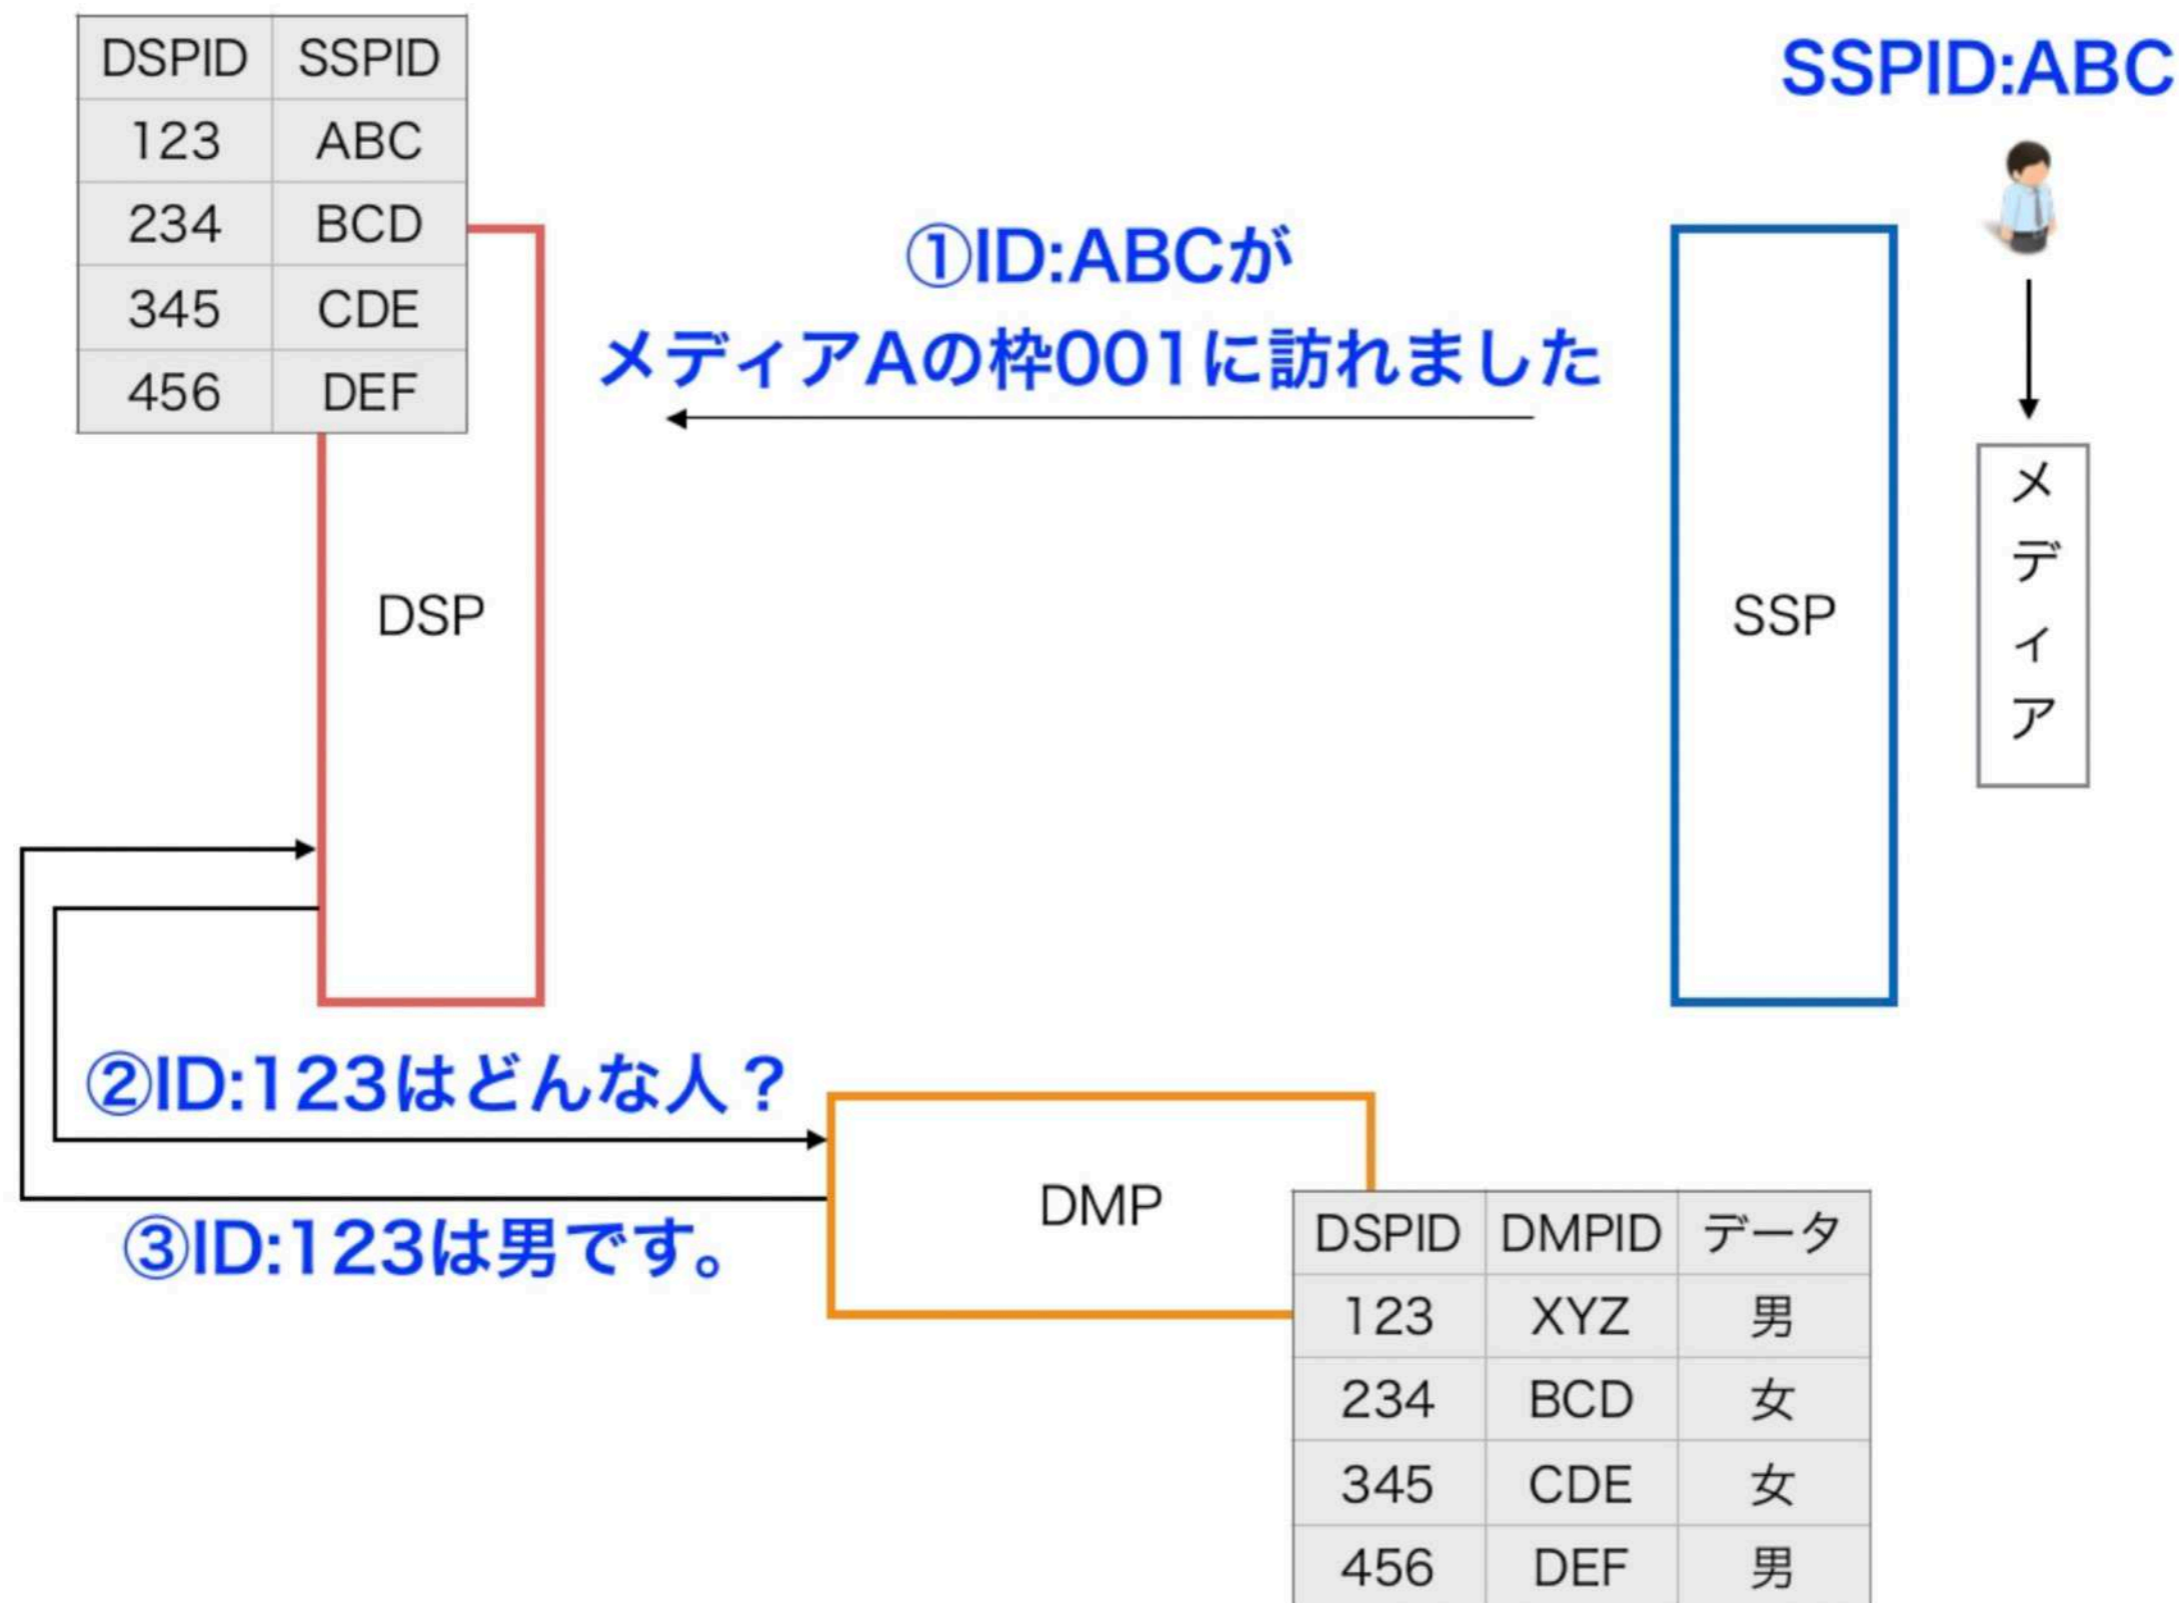 DSPID SSPID
123 ABC
234 BCD
345 CDE
456 DEF
SSPID:ABC
①ID:ABCが
メディアAの枠001に訪れました
DSP
SSP
メディア
②ID:123はどんな人？
③ID:123は男です。
DMP
DSPID DMPID データ
123 XYZ 男
234 BCD 女
345 CDE 女
456 DEF 男